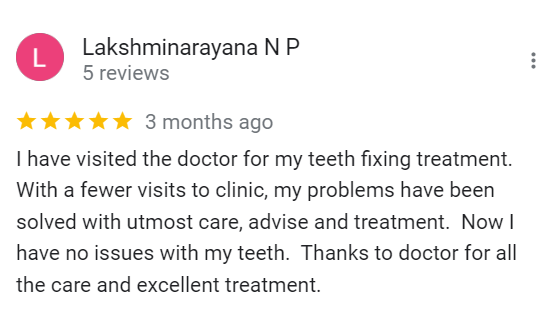 L
Lakshminarayana N P
5 reviews
3 months ago
I have visited the doctor for my teeth fixing treatment.
With a fewer visits to clinic, my problems have been
solved with utmost care, advise and treatment.  Now I
have no issues with my teeth.  Thanks to doctor for all
the care and excellent treatment.